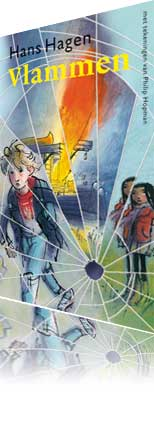 Hans Hagen
Vlammen
met tekeningen van Philip Hopman